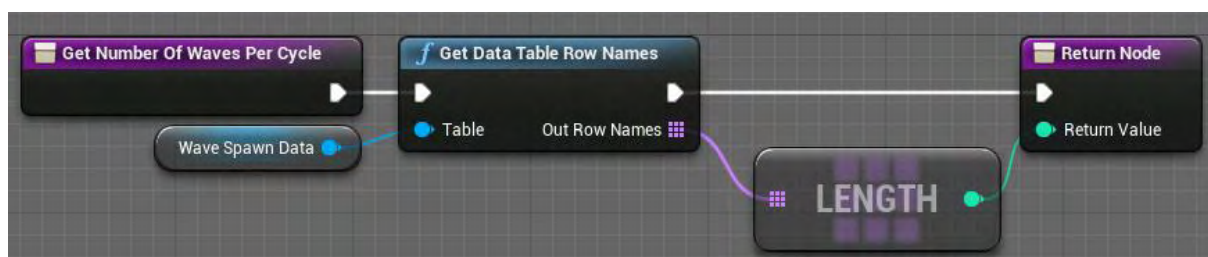 Get Number Of Waves Per Cycle
Get Data Table Row Names
Return Node
Table
Out Row Names
Return Value
Wave Spawn Data
LENGTH